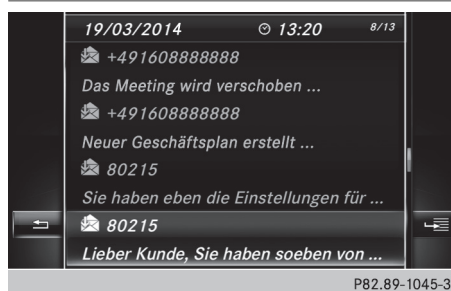 19/03/2014 13:20 8/13
+491608888888
Das Meeting wird verschoben ...
+491608888888
Neuer Geschäftsplan erstellt ...
80215
Sie haben eben die Einstellungen für ...
80215
Lieber Kunde, Sie haben soeben von ...
P82.89-1045-3